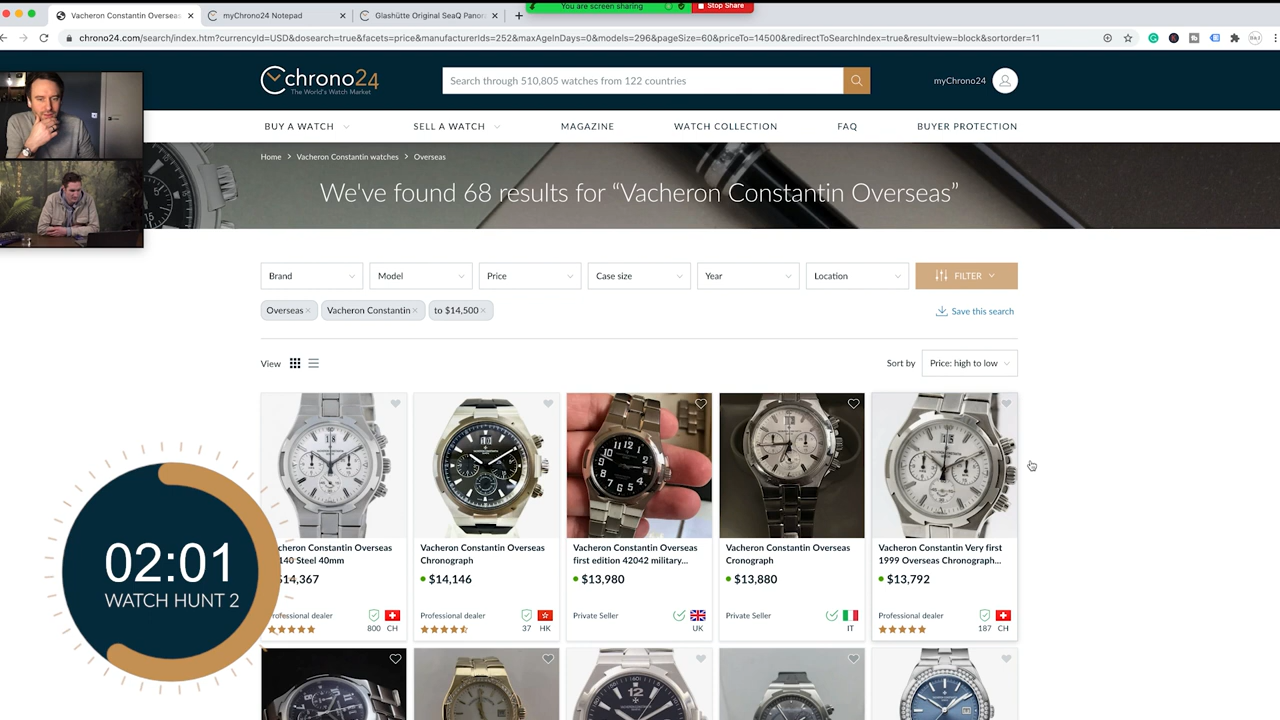 You are screen sharing
Stop Share
Vacheron Constantin Overseas
myChrono24 Notepad
Glashütte Original SeaQ Panor
chrono24.com/search/index.htm?currencyId=USD&dosearch=true&facets=price&manufacturerIds=252&maxAgeInDays=0&models=296&pageSize=60&priceTo=14500&redirectToSearchIndex=true&resultview=block&sortorder=11
chrono24
The World's Watch Market
Search through 510,805 watches from 122 countries
myChrono24
BUY A WATCH
SELL A WATCH
MAGAZINE
WATCH COLLECTION
FAQ
BUYER PROTECTION
Home > Vacheron Constantin watches > Overseas
We've found 68 results for “Vacheron Constantin Overseas”
Brand
Model
Price
Case size
Year
Location
FILTER
Overseas ×
Vacheron Constantin ×
to $14,500 ×
Save this search
View
Sort by
Price: high to low
cheron Constantin Overseas
140 Steel 40mm
$14,367
rofessional dealer
800 CH
Vacheron Constantin Overseas
Chronograph
$14,146
Professional dealer
37 HK
Vacheron Constantin Overseas
first edition 42042 military...
$13,980
Private Seller
UK
Vacheron Constantin Overseas
Cronograph
$13,880
Private Seller
IT
Vacheron Constantin Very first
1999 Overseas Chronograph...
$13,792
Professional dealer
187 CH
02:01
WATCH HUNT 2